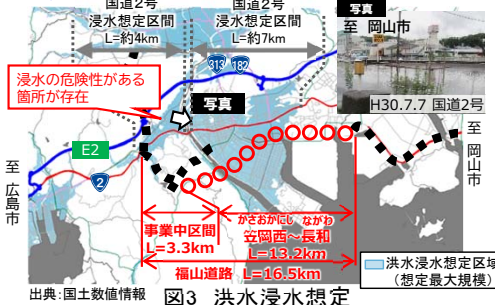 国道2号
浸水想定区間
L=約4km
国道2号
浸水想定区間
L=約7km
写真
至 岡山市
H30.7.7 国道2号
313
182
浸水の危険性がある
箇所が存在
写真
E2
2
至 広島市
至 岡山市
事業中区間
L=3.3km
かさおかにし ながわ
笠岡西~長和
L=13.2km
福山道路 L=16.5km
洪水浸水想定区域
(想定最大規模)
出典:国土数値情報
図3 洪水浸水想定